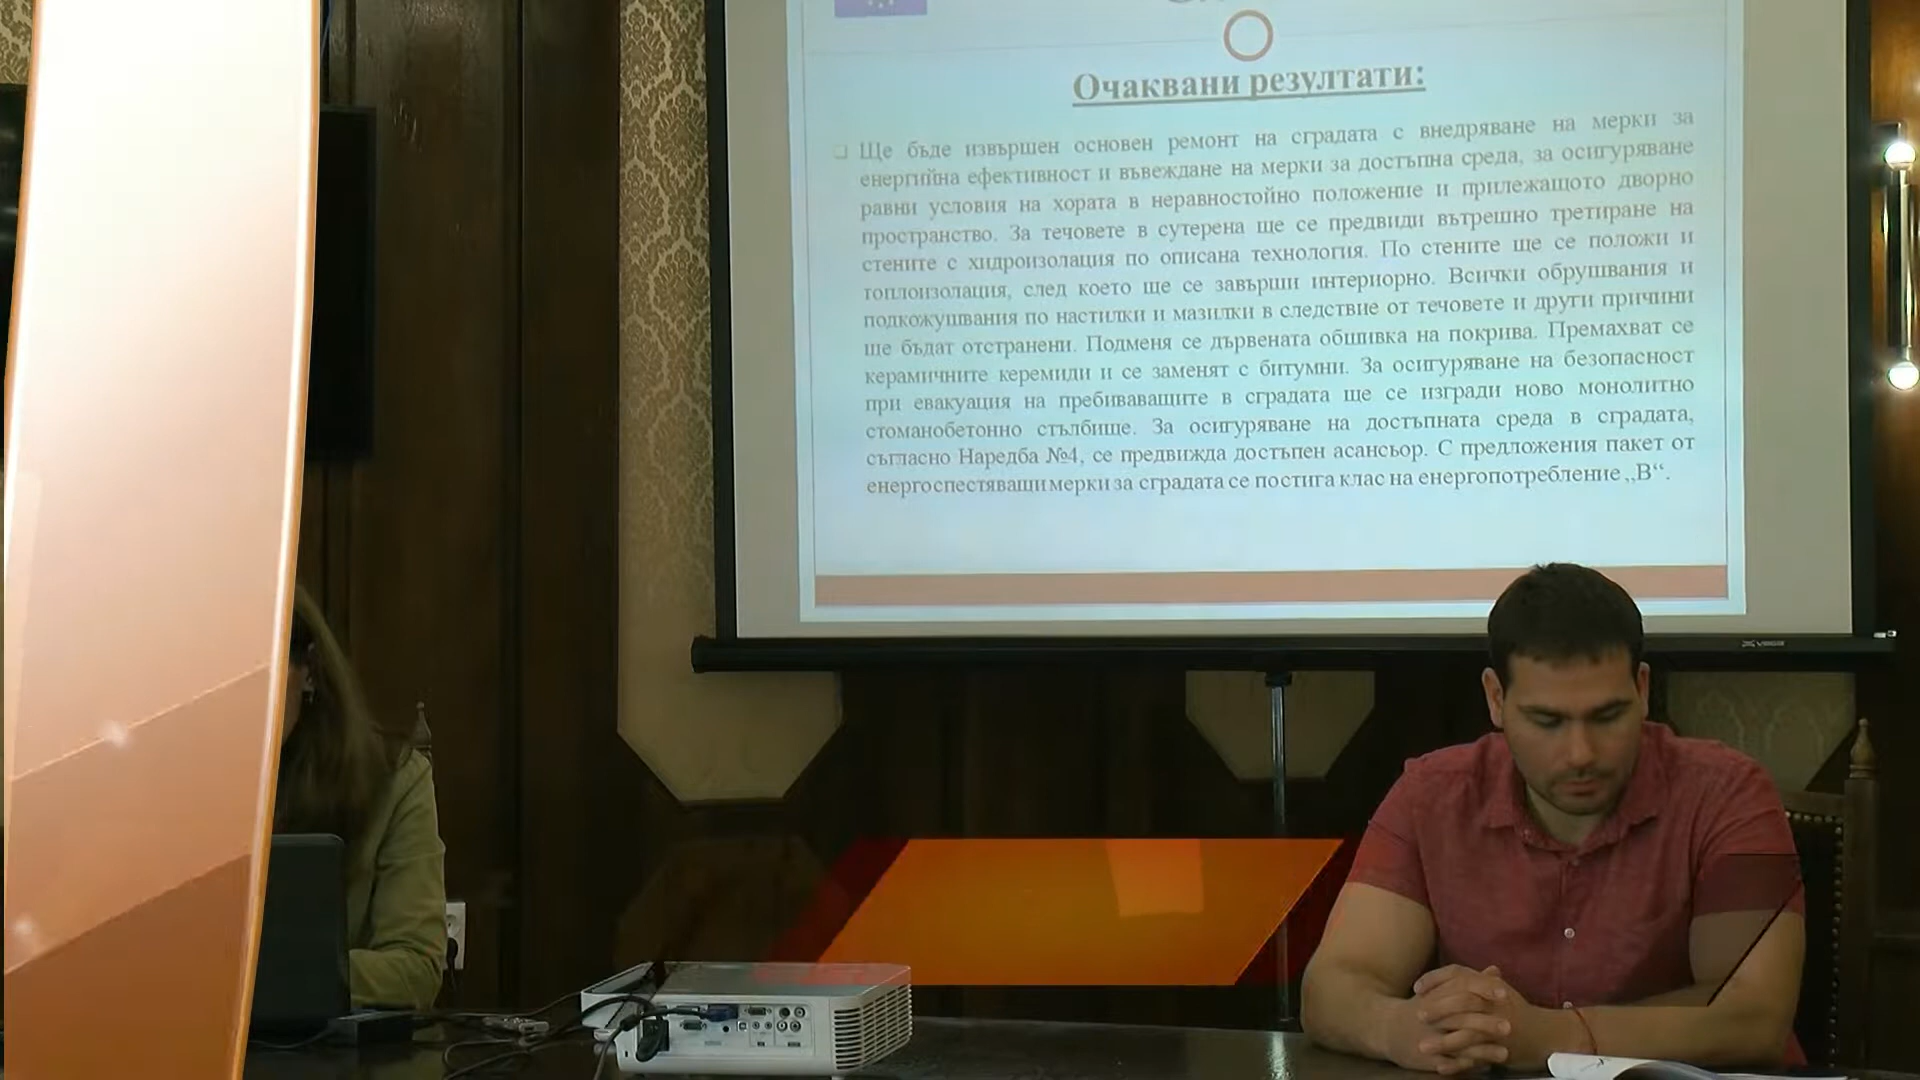 Очаквани резултати:
Ще бъде извършен основен ремонт на сградата с внедряване на мерки за
енергийна ефективност и въвеждане на мерки за достъпна среда, за осигуряване
равни условия на хората в неравностойно положение и прилежащото дворно
пространство. За течовете в сутерена ще се предвиди вътрешно третиране на
стените с хидроизолация по описана технология. По стените ще се положи и
топлоизолация, след което ще се завърши интериорно. Всички обрушвания и
подкожушвания по настилки и мазилки в следствие от течовете и други причини
ще бъдат отстранени. Подменя се дървената обшивка на покрива. Премахват се
керамичните керемиди и се заменят с битумни. За осигуряване на безопасност
при евакуация на пребиваващите в сградата ще се изгради ново монолитно
стоманобетонно стълбище. За осигуряване на достъпната среда в сградата,
съгласно Наредба №4, се предвижда достъпен асансьор. С предложения пакет от
енергоспестяващи мерки за сградата се постига клас на енергопотребление „В“.